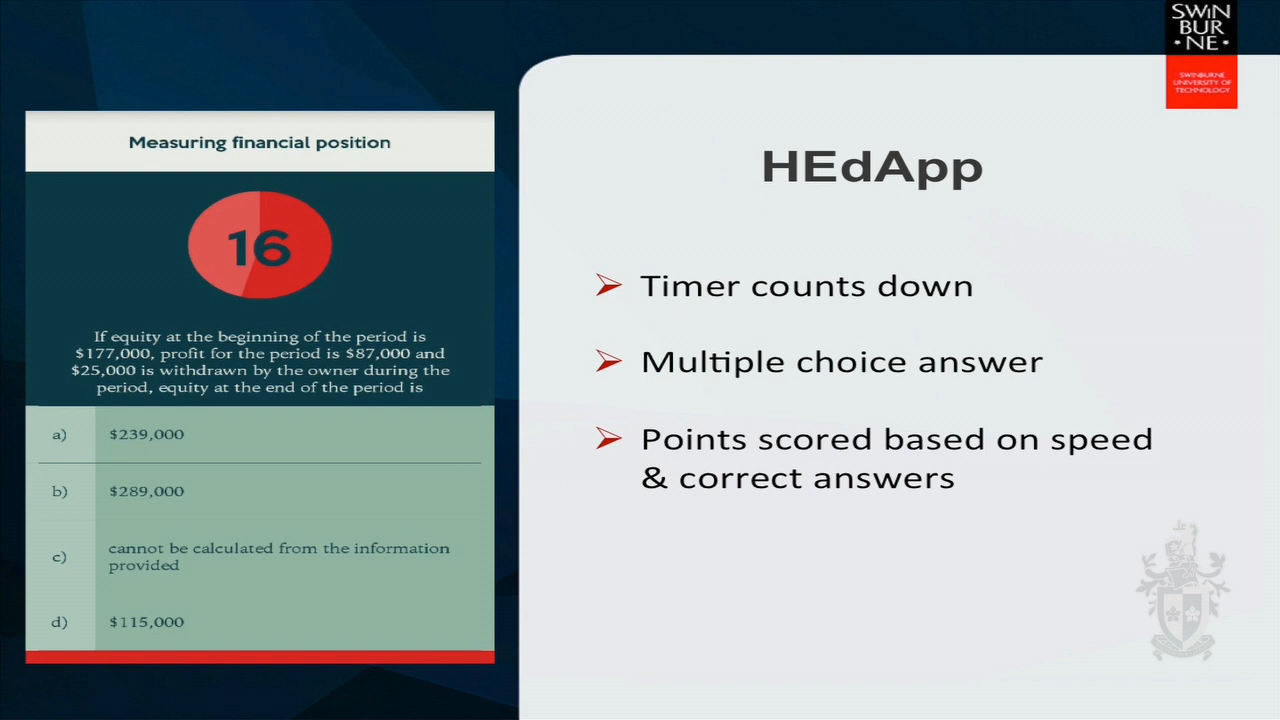 SWIN
BUR
• NE •
SWINBURNE
UNIVERSITY OF
TECHNOLOGY
Measuring financial position
16
If equity at the beginning of the period is
$177,000, profit for the period is $87,000 and
$25,000 is withdrawn by the owner during the
period, equity at the end of the period is
a) $239,000
b) $289,000
c) cannot be calculated from the information
provided
d) $115,000
HEdApp
Timer counts down
Multiple choice answer
Points scored based on speed
& correct answers